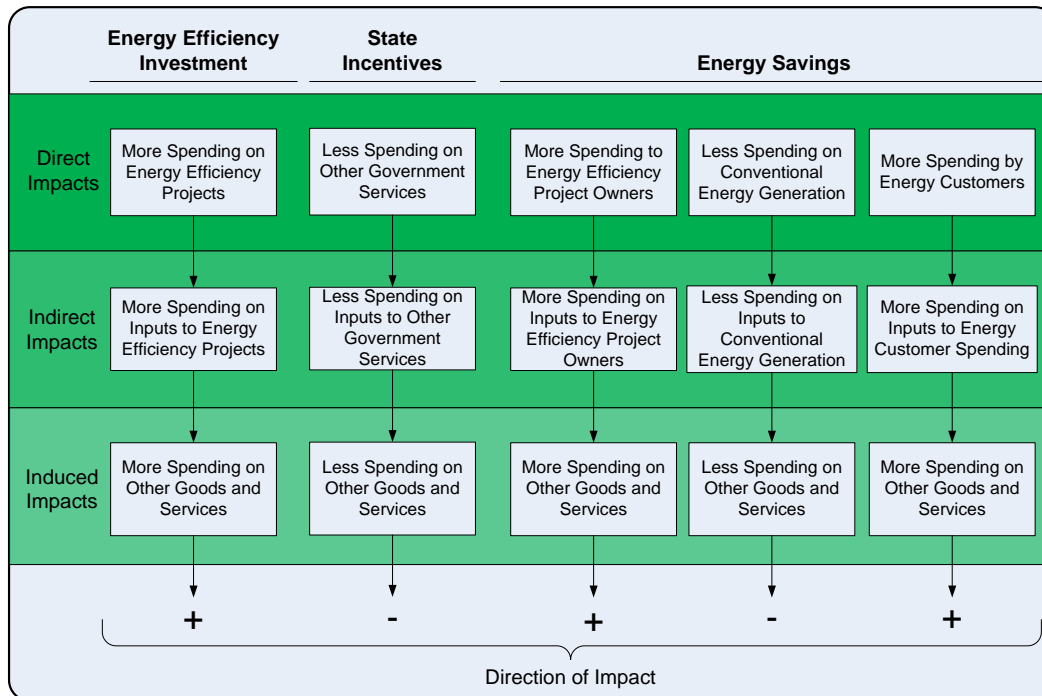 Energy Efficiency
Investment
State
Incentives
Energy Savings
Direct
Impacts
More Spending on
Energy Efficiency
Projects
Less Spending on
Other Government
Services
More Spending to
Energy Efficiency
Project Owners
Less Spending on
Conventional
Energy Generation
More Spending by
Energy Customers
Indirect
Impacts
More Spending on
Inputs to Energy
Efficiency Projects
Less Spending on
Inputs to Other
Government
Services
More Spending on
Inputs to Energy
Efficiency Project
Owners
Less Spending on
Inputs to
Conventional
Energy Generation
More Spending on
Inputs to Energy
Customer Spending
Induced
Impacts
More Spending on
Other Goods and
Services
Less Spending on
Other Goods and
Services
More Spending on
Other Goods and
Services
Less Spending on
Other Goods and
Services
More Spending on
Other Goods and
Services
+ - + - +
Direction of Impact